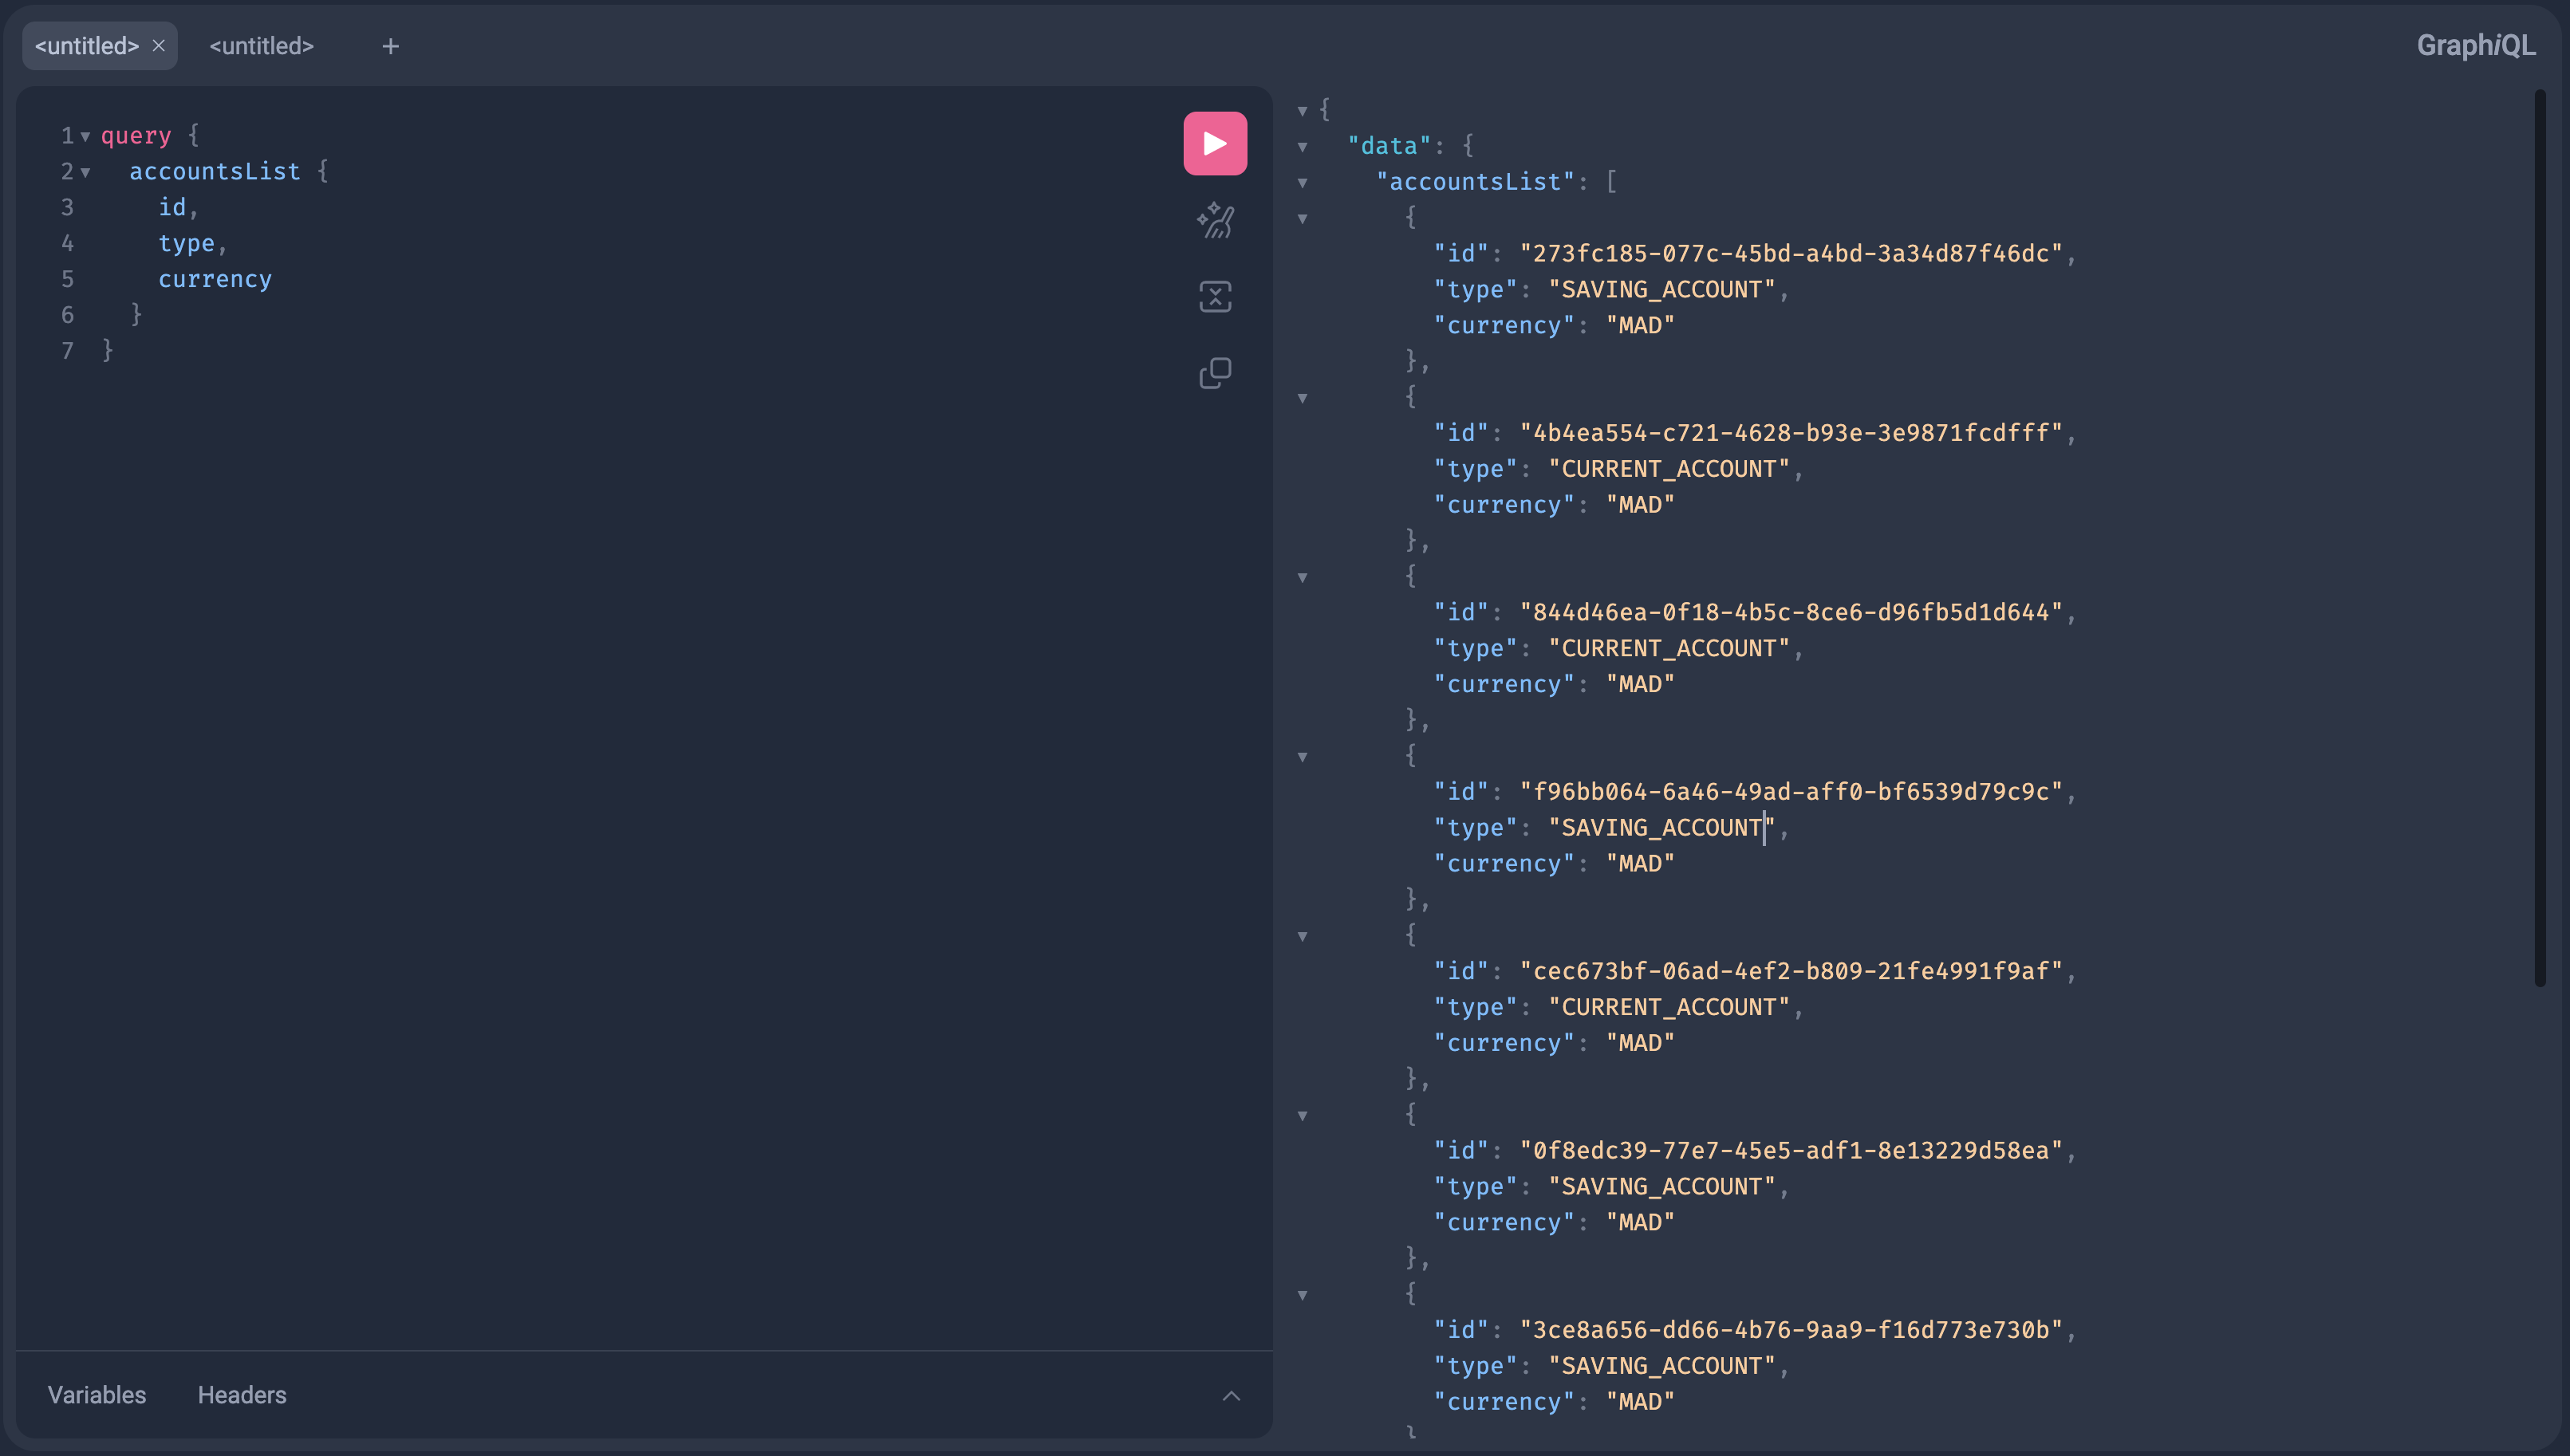 <untitled>
<untitled>
GraphiQL
1 query {
2 accountsList {
3 id,
4 type,
5 currency
6 }
7 }
Variables Headers
{
"data": {
"accountsList": [
{
"id": "273fc185-077c-45bd-a4bd-3a34d87f46dc",
"type": "SAVING_ACCOUNT",
"currency": "MAD"
},
{
"id": "4b4ea554-c721-4628-b93e-3e9871fcdfff",
"type": "CURRENT_ACCOUNT",
"currency": "MAD"
},
{
"id": "844d46ea-0f18-4b5c-8ce6-d96fb5d1d644",
"type": "CURRENT_ACCOUNT",
"currency": "MAD"
},
{
"id": "f96bb064-6a46-49ad-aff0-bf6539d79c9c",
"type": "SAVING_ACCOUNT",
"currency": "MAD"
},
{
"id": "cec673bf-06ad-4ef2-b809-21fe4991f9af",
"type": "CURRENT_ACCOUNT",
"currency": "MAD"
},
{
"id": "0f8edc39-77e7-45e5-adf1-8e13229d58ea",
"type": "SAVING_ACCOUNT",
"currency": "MAD"
},
{
"id": "3ce8a656-dd66-4b76-9aa9-f16d773e730b",
"type": "SAVING_ACCOUNT",
"currency": "MAD"
}